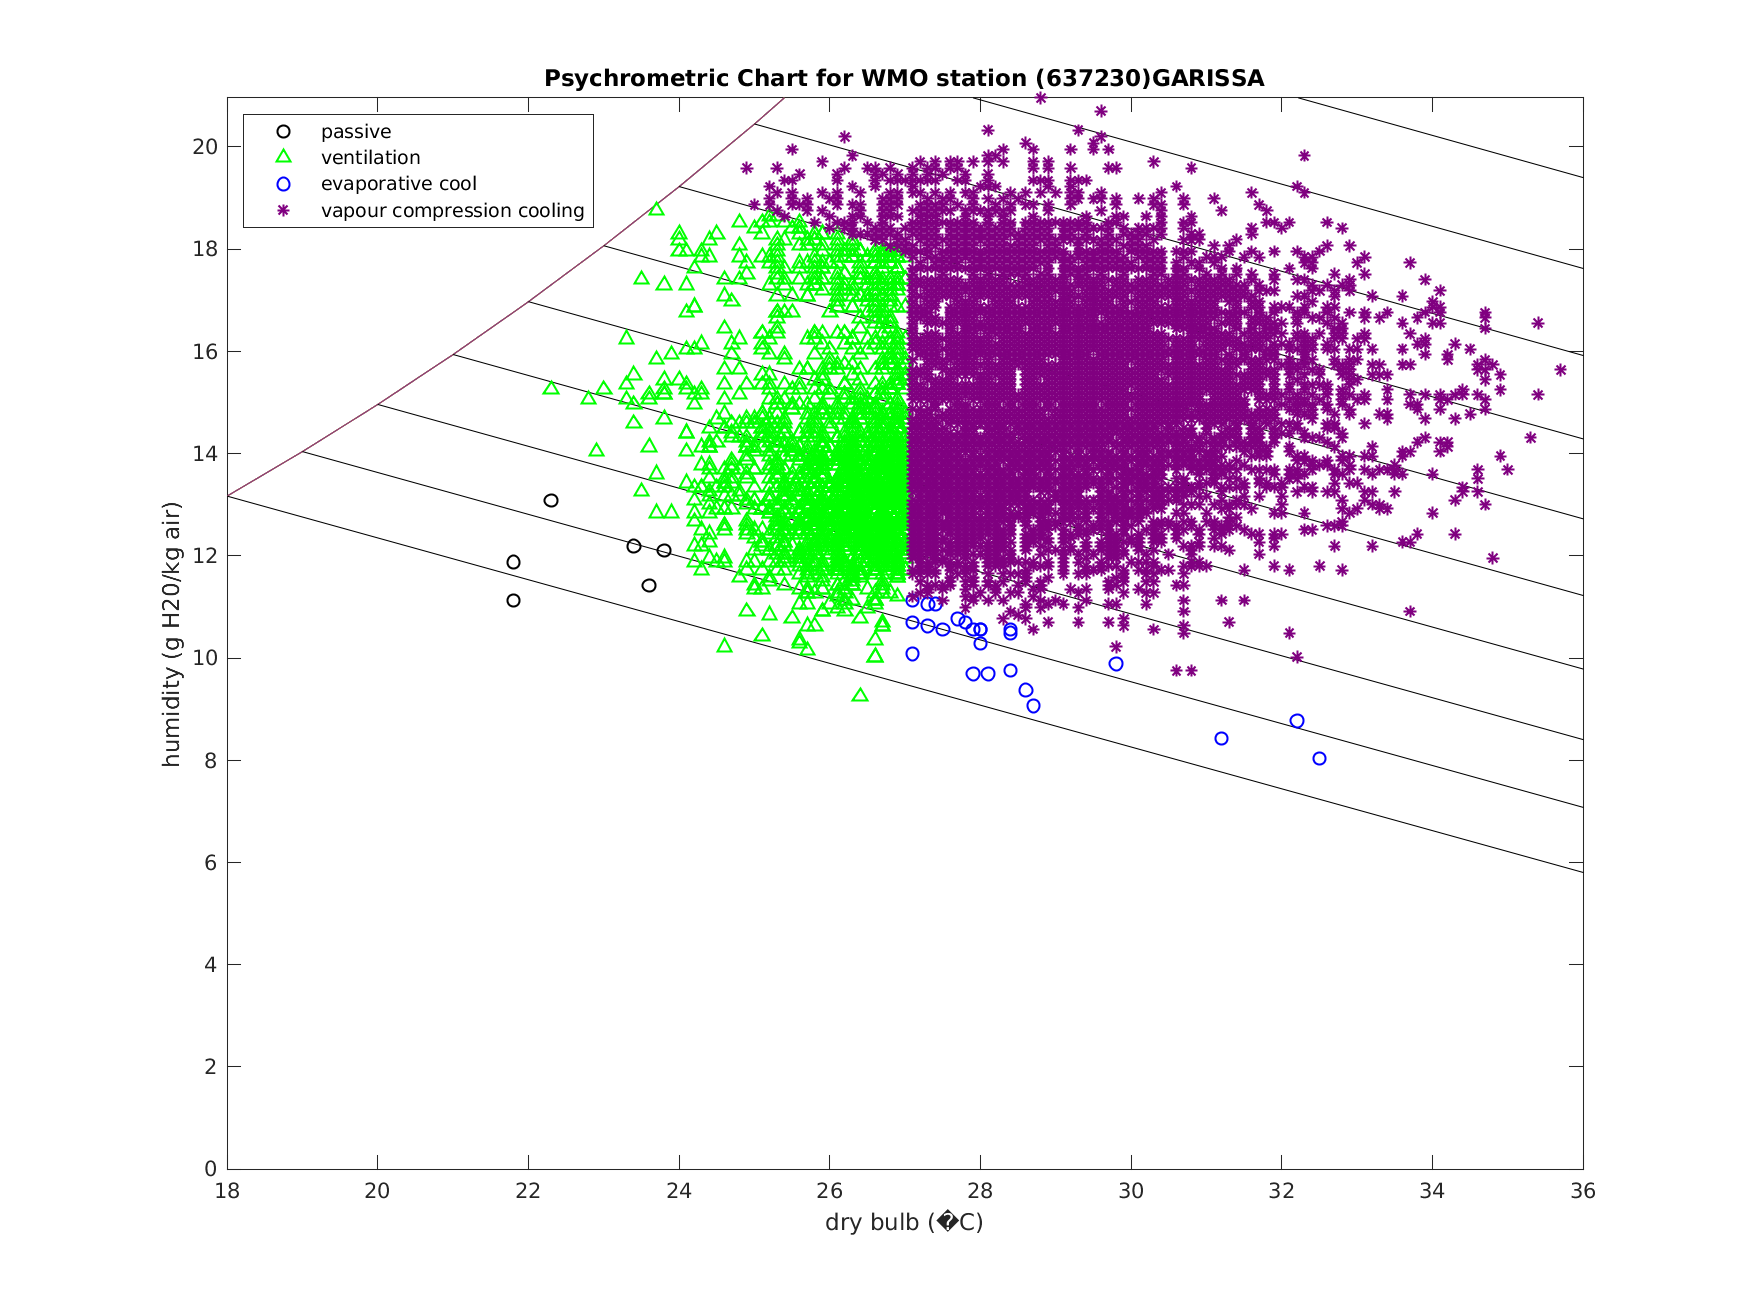 Psychrometric Chart for WMO station (637230)GARISSA
passive
ventilation
evaporative cool
vapour compression cooling
20
18
16
14
12
10
8
6
4
2
0
humidity (g H20/kg air)
18 20 22 24 26 28 30 32 34 36
dry bulb (�C)